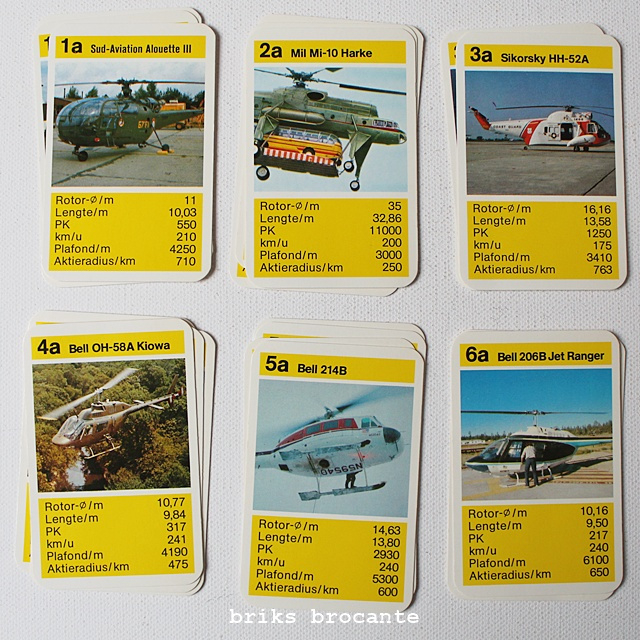 1a Sud-Aviation Alouette III
Rotor-Ø/m 11
Lengte/m 10,03
PK 550
km/u 210
Plafond/m 4250
Aktieradius/km 710
2a Mil Mi-10 Harke
Rotor-Ø/m 35
Lengte/m 32,86
PK 11000
km/u 200
Plafond/m 3000
Aktieradius/km 250
3a Sikorsky HH-52A
COAST GUARD
Rotor-Ø/m 16,16
Lengte/m 13,58
PK 1250
km/u 175
Plafond/m 3410
Aktieradius/km 763
4a Bell OH-58A Kiowa
Rotor-Ø/m 10,77
Lengte/m 9,84
PK 317
km/u 241
Plafond/m 4190
Aktieradius/km 475
5a Bell 214B
Rotor-Ø/m 14,63
Lengte/m 13,80
PK 2930
km/u 240
Plafond/m 5300
Aktieradius/km 600
6a Bell 206B Jet Ranger
Rotor-Ø/m 10,16
Lengte/m 9,50
PK 217
km/u 240
Plafond/m 6100
Aktieradius/km 650
briks brocante